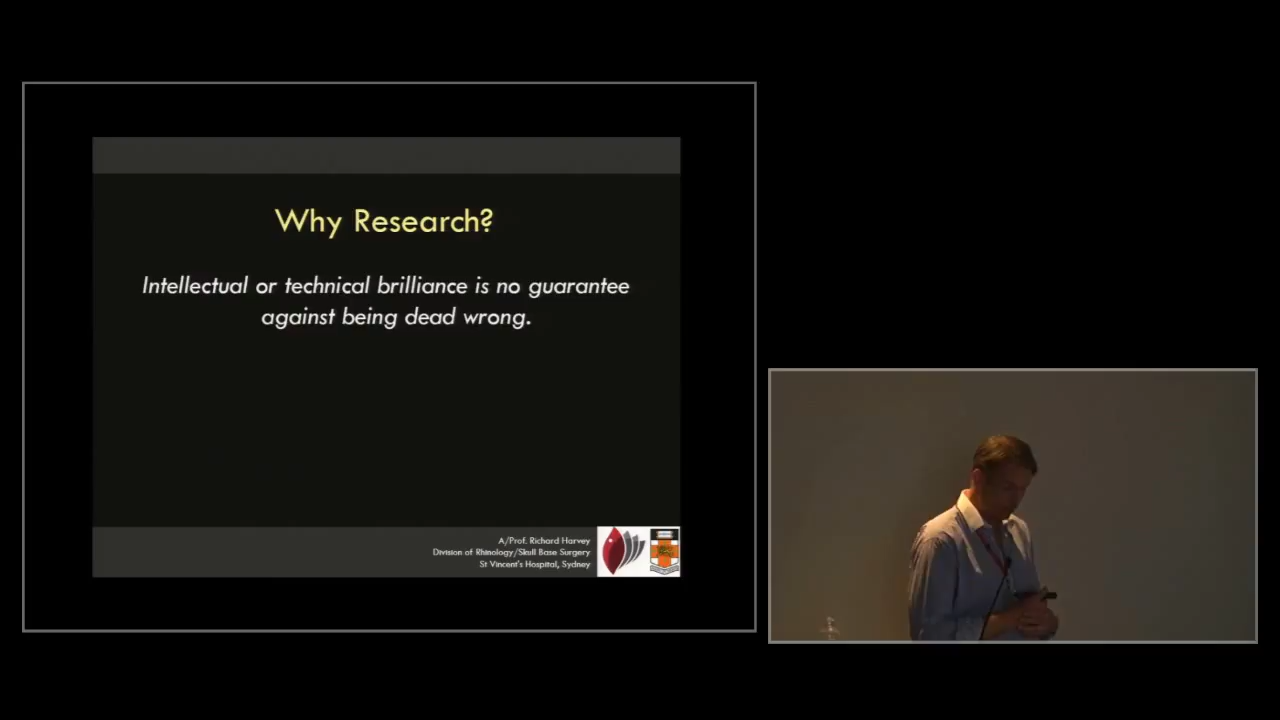 Why Research?
Intellectual or technical brilliance is no guarantee
against being dead wrong.
A/Prof. Richard Harvey
Division of Rhinology/Skull Base Surgery
St Vincent's Hospital, Sydney